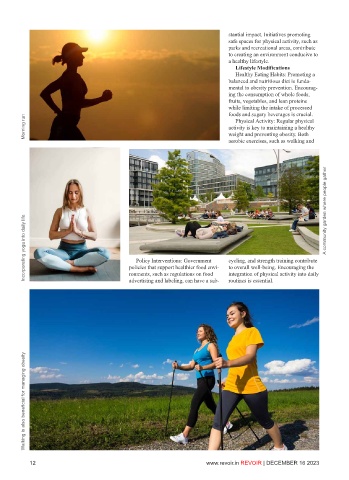 Morning run
Incorporating yoga into daily life
Policy Interventions: Government
policies that support healthier food envi-
ronments, such as regulations on food
advertising and labeling, can have a sub-
stantial impact. Initiatives promoting
safe spaces for physical activity, such as
parks and recreational areas, contribute
to creating an environment conducive to
a healthy lifestyle.
Lifestyle Modifications
Healthy Eating Habits: Promoting a
balanced and nutritious diet is funda-
mental to obesity prevention. Encourag-
ing the consumption of whole foods,
fruits, vegetables, and lean proteins
while limiting the intake of processed
foods and sugary beverages is crucial.
Physical Activity: Regular physical
activity is key to maintaining a healthy
weight and preventing obesity. Both
aerobic exercises, such as walking and
A community garden where people gather
cycling, and strength training contribute
to overall well-being. Encouraging the
integration of physical activity into daily
routines is essential.
Walking is also beneficial for managing obesity
12
www.revoir.in REVOIR | DECEMBER 16 2023